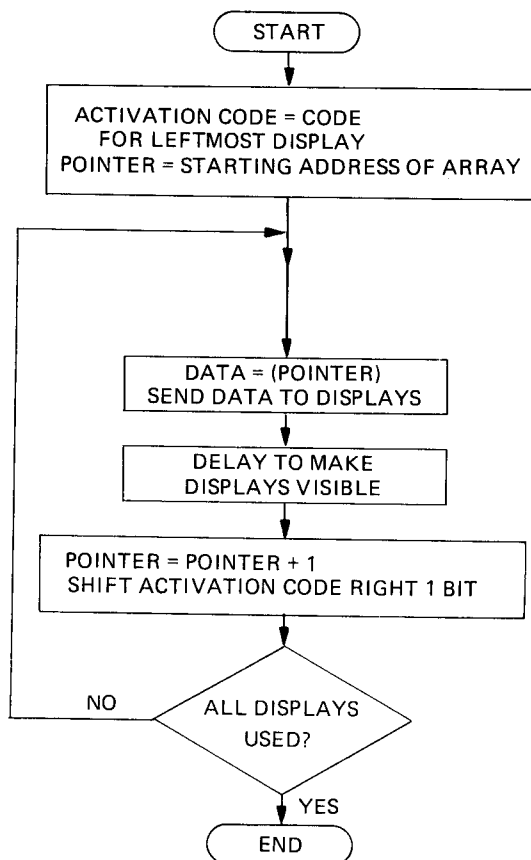 START
ACTIVATION CODE = CODE
FOR LEFTMOST DISPLAY
POINTER = STARTING ADDRESS OF ARRAY
DATA = (POINTER)
SEND DATA TO DISPLAYS
DELAY TO MAKE
DISPLAYS VISIBLE
POINTER = POINTER + 1
SHIFT ACTIVATION CODE RIGHT 1 BIT
NO
ALL DISPLAYS
USED?
YES
END